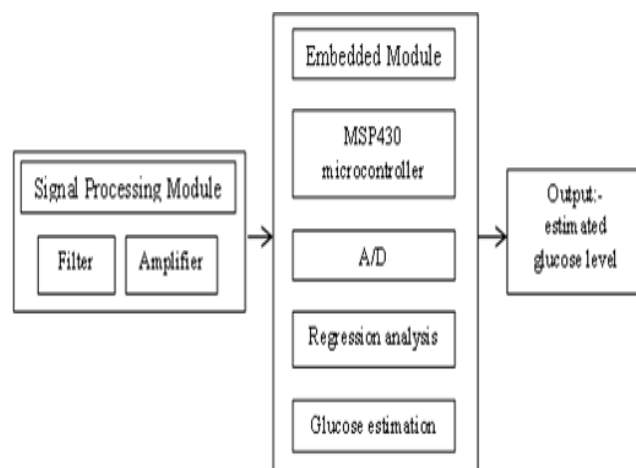 Signal Processing Module
Filter
Amplifier
Embedded Module
MSP430
microcontroller
A/D
Regression analysis
Glucose estimation
Output:-
estimated
glucose level